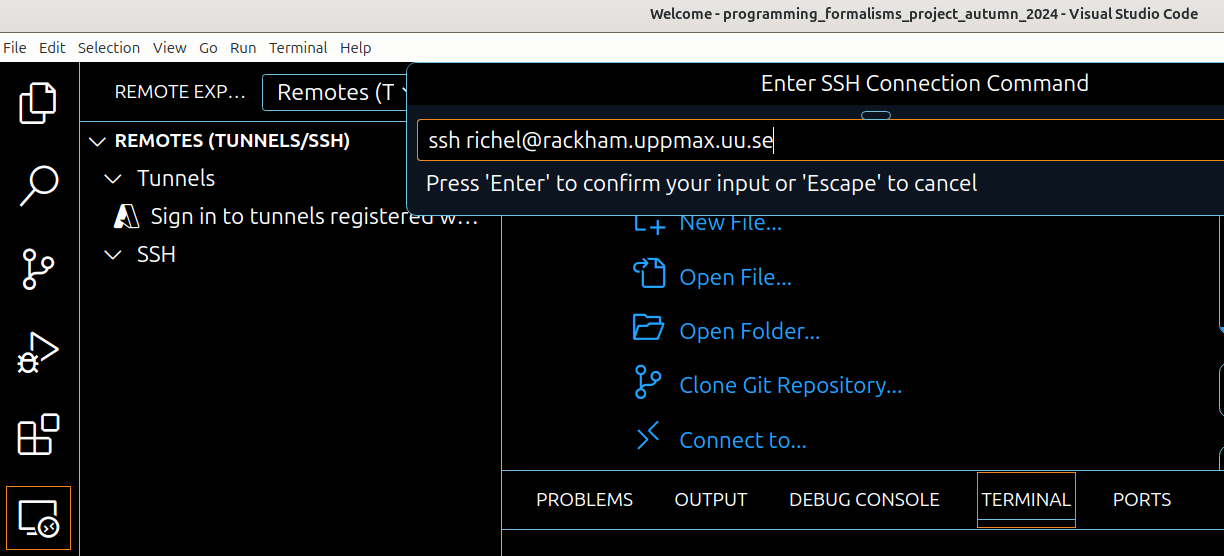 Welcome - programming_formalisms_project_autumn_2024 - Visual Studio Code
File Edit Selection View Go Run Terminal Help
REMOTE EXP... Remotes (T
Enter SSH Connection Command
ssh richel@rackham.uppmax.uu.se
Press 'Enter' to confirm your input or 'Escape' to cancel
REMOTES (TUNNELS/SSH)
Tunnels
Sign in to tunnels registered w...
SSH
New File...
Open File...
Open Folder...
Clone Git Repository...
Connect to...
PROBLEMS OUTPUT DEBUG CONSOLE TERMINAL PORTS